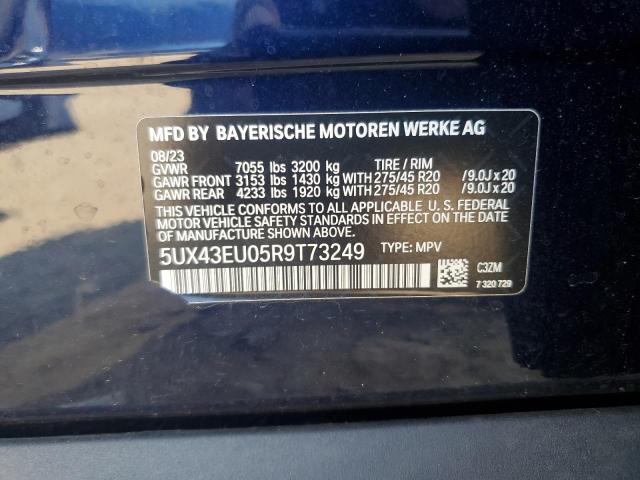 MFD BY BAYERISCHE MOTOREN WERKE AG
08/23
GVWR 7055 lbs 3200 kg TIRE / RIM
GAWR FRONT 3153 lbs 1430 kg WITH 275/45 R20 /9.0J x 20
GAWR REAR 4233 lbs 1920 kg WITH 275/45 R20 /9.0J x 20
THIS VEHICLE CONFORMS TO ALL APPLICABLE U. S. FEDERAL
MOTOR VEHICLE SAFETY STANDARDS IN EFFECT ON THE
DATE OF MANUFACTURE SHOWN ABOVE.
5UX43EU05R9T73249 TYPE: MPV
C3ZM
7 320 729